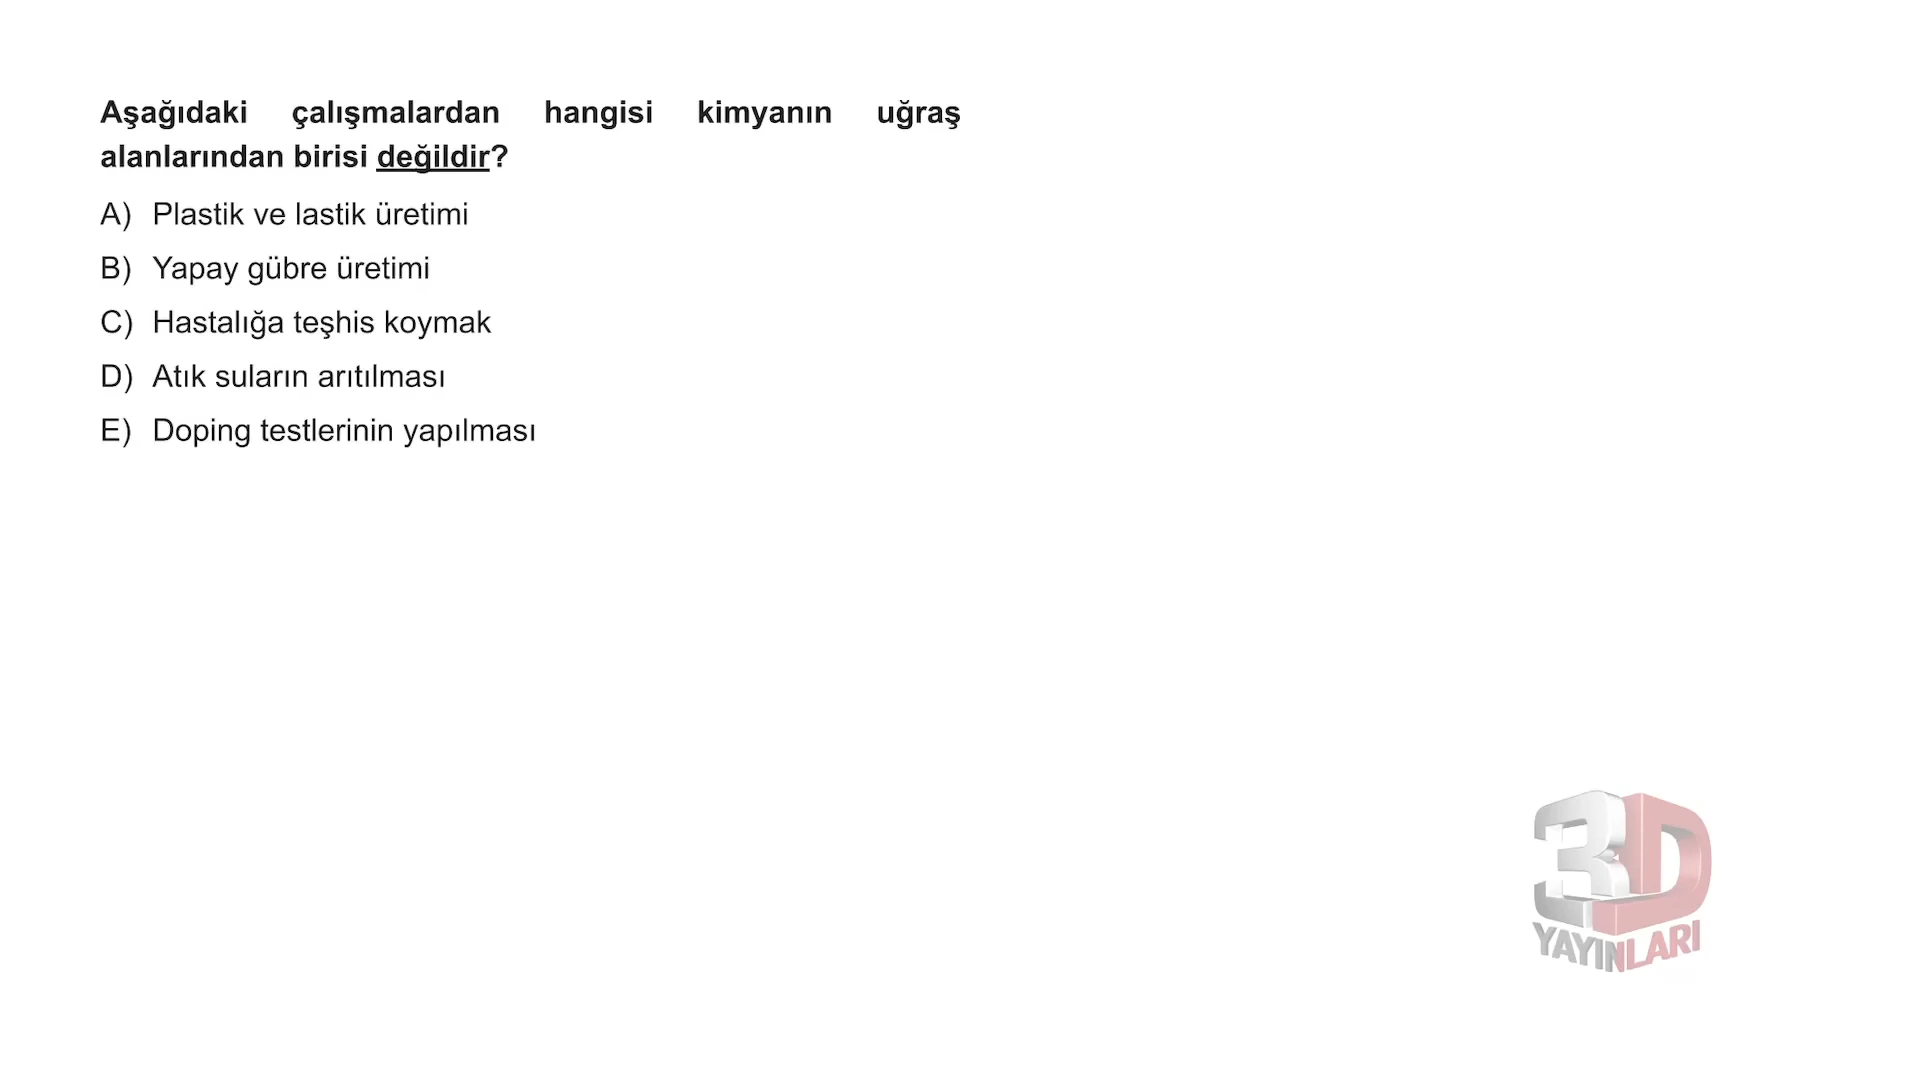 Aşağıdaki çalışmalardan hangisi kimyanın uğraş
alanlarından birisi değildir?
A) Plastik ve lastik üretimi
B) Yapay gübre üretimi
C) Hastalığa teşhis koymak
D) Atık suların arıtılması
E) Doping testlerinin yapılması
3D
YAYINLARI